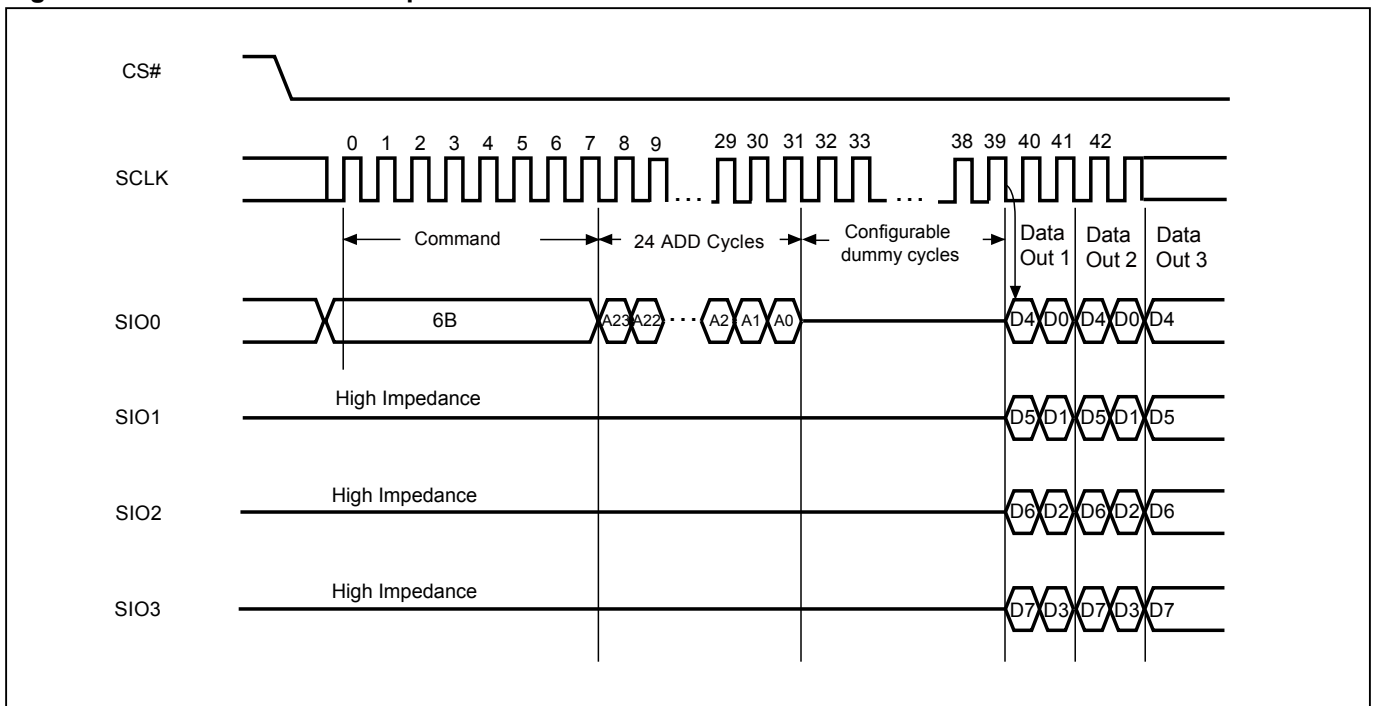 CS#
0 1 2 3 4 5 6 7 8 9 29 30 31 32 33 38 39 40 41 42
SCLK
... ...
Command
24 ADD Cycles
Configurable
dummy cycles
Data
Out 1
Data
Out 2
Data
Out 3
SIO0
6B
A23 A22 ... A2 A1 A0
D4 D0 D4 D0 D4
High Impedance
SIO1
D5 D1 D5 D1 D5
High Impedance
SIO2
D6 D2 D6 D2 D6
High Impedance
SIO3
D7 D3 D7 D3 D7